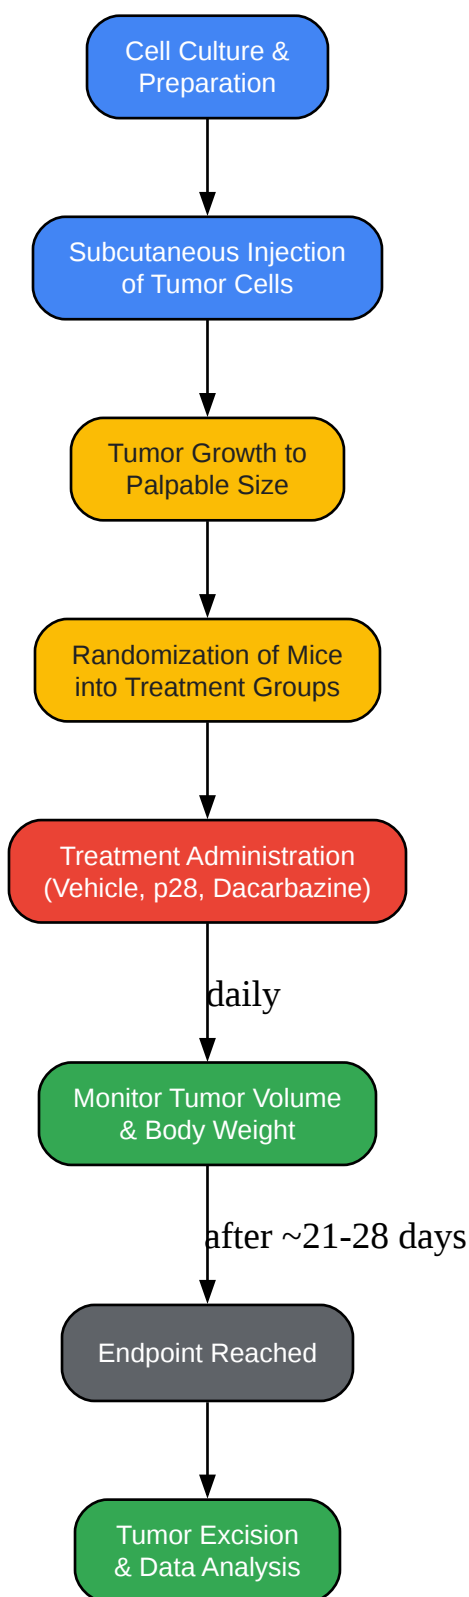 Cell Culture &
Preparation
Subcutaneous Injection
of Tumor Cells
Tumor Growth to
Palpable Size
Randomization of Mice
into Treatment Groups
Treatment Administration
(Vehicle, p28, Dacarbazine)
daily
Monitor Tumor Volume
& Body Weight
after ~21-28 days
Endpoint Reached
Tumor Excision
& Data Analysis